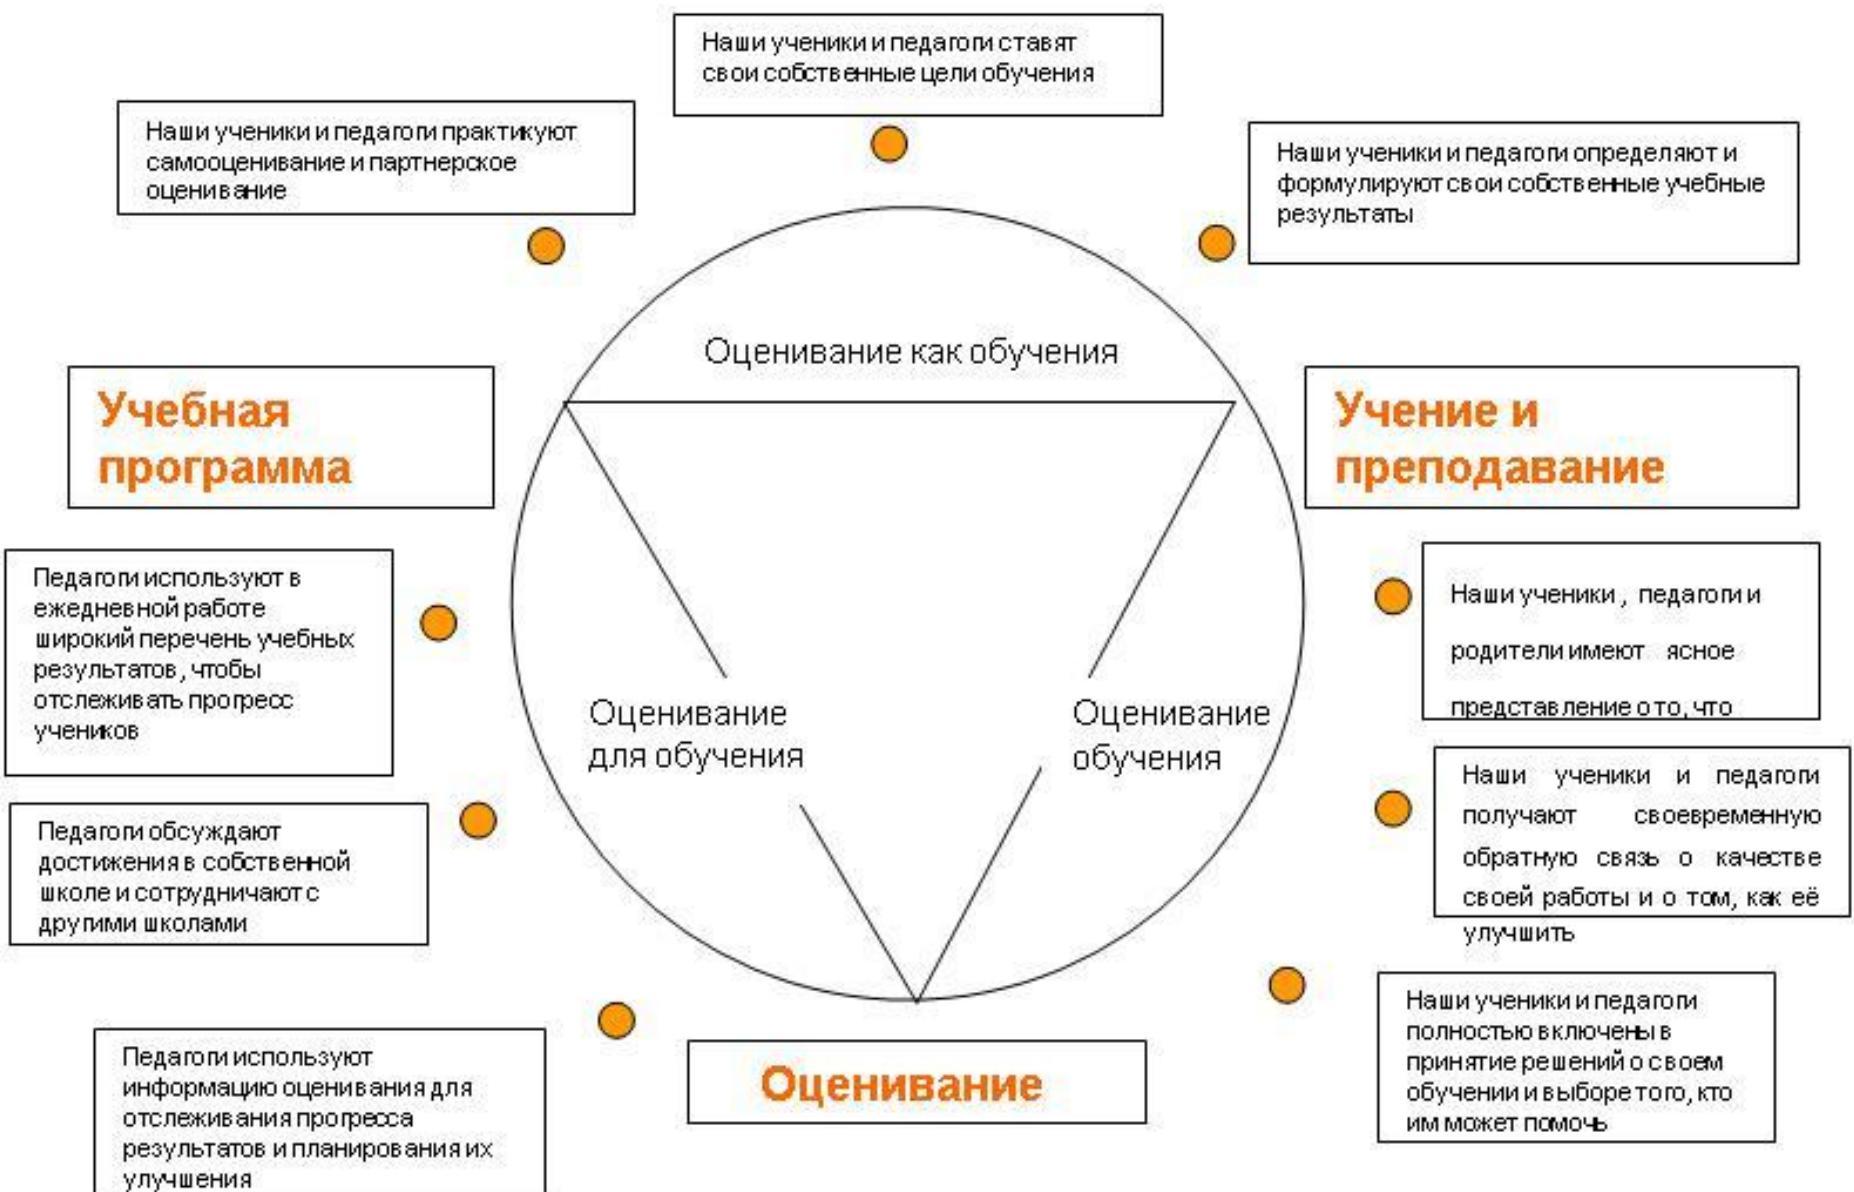 Наши ученики и педагоги ставят
свои собственные цели обучения
Наши ученики и педагоги практикуют
самооценивание и партнерское
оценивание
Наши ученики и педагоги определяют и
формулируют свои собственные учебные
результаты
Оценивание как обучения
Учебная
программа
Учение и
преподавание
Педагоги используют в
ежедневной работе
широкий перечень учебных
результатов, чтобы
отслеживать прогресс
учеников
Наши ученики , педагоги и
родители имеют ясное
представление о то, что
Оценивание
для обучения
Оценивание
обучения
Педагоги обсуждают
достижения в собственной
школе и сотрудничают с
другими школами
Наши ученики и педагоги
получают своевременную
обратную связь о качестве
своей работы и о том, как её
улучшить
Педагоги используют
информацию оценивания для
отслеживания прогресса
результатов и планирования их
улучшения
Оценивание
Наши ученики и педагоги
полностью включены в
принятие решений о своем
обучении и выборе того, кто
им может помочь